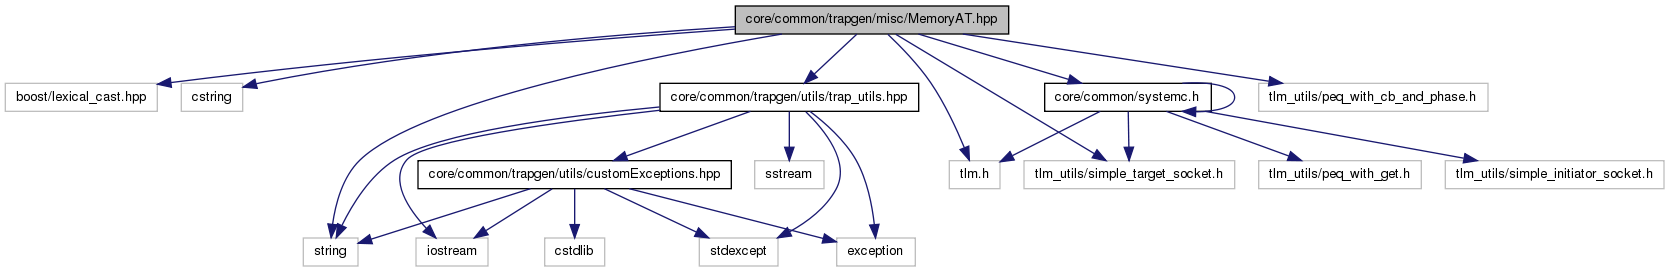 core/common/trapgen/misc/MemoryAT.hpp
boost/lexical_cast.hpp
cstring
core/common/trapgen/utils/trap_utils.hpp
core/common/systemc.h
tlm_utils/peq_with_cb_and_phase.h
core/common/trapgen/utils/customExceptions.hpp
sstream
tlm.h
tlm_utils/simple_target_socket.h
tlm_utils/peq_with_get.h
tlm_utils/simple_initiator_socket.h
string
iostream
cstdlib
stdexcept
exception